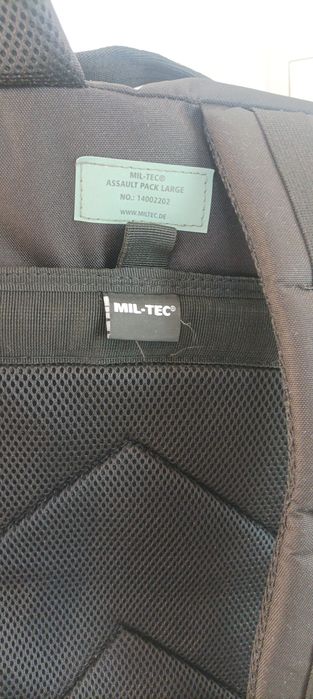 MIL-TEC®
ASSAULT PACK LARGE
NO.: 14002202
WWW.MILTEC.DE
MIL-TEC®